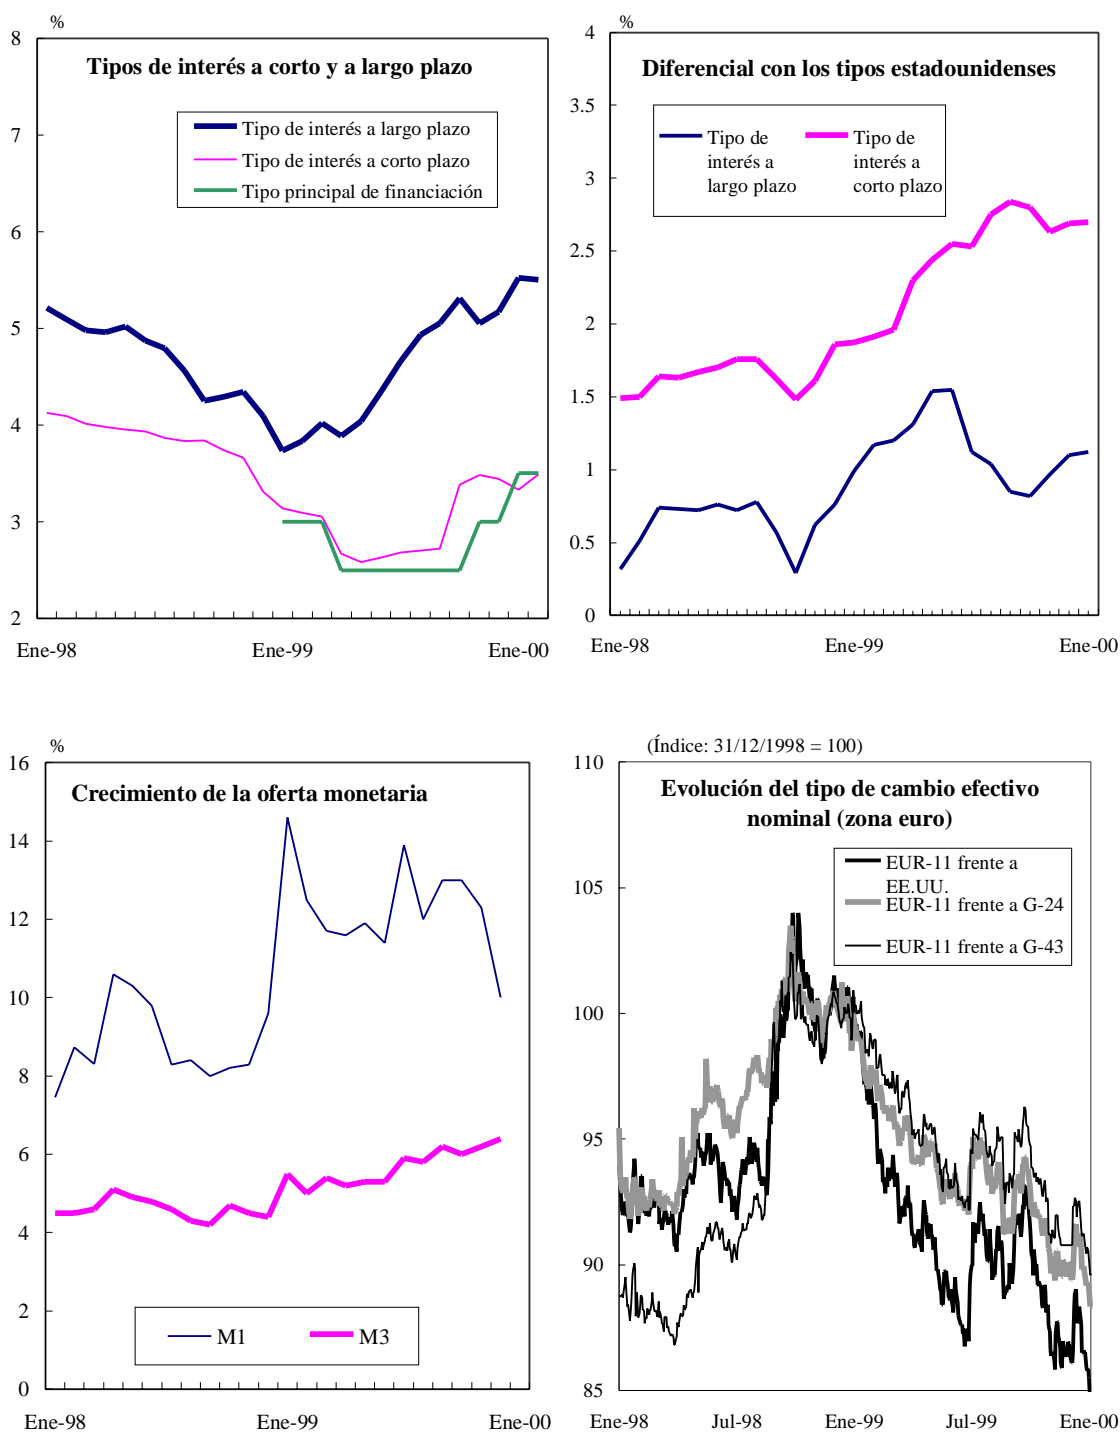 %
Tipos de interés a corto y a largo plazo
Tipo de interés a largo plazo
Tipo de interés a corto plazo
Tipo principal de financiación
8
7
6
5
4
3
2
Ene-98
Ene-99
Ene-00
%
Diferencial con los tipos estadounidenses
Tipo de interés a largo plazo
Tipo de interés a corto plazo
4
3.5
3
2.5
2
1.5
1
0.5
0
Ene-98
Ene-99
Ene-00
%
Crecimiento de la oferta monetaria
16
14
12
10
8
6
4
2
0
M1
M3
Ene-98
Ene-99
Ene-00
(Índice: 31/12/1998 = 100)
Evolución del tipo de cambio efectivo
nominal (zona euro)
EUR-11 frente a
EE.UU.
EUR-11 frente a G-24
EUR-11 frente a G-43
110
105
100
95
90
85
Ene-98
Jul-98
Ene-99
Jul-99
Ene-00